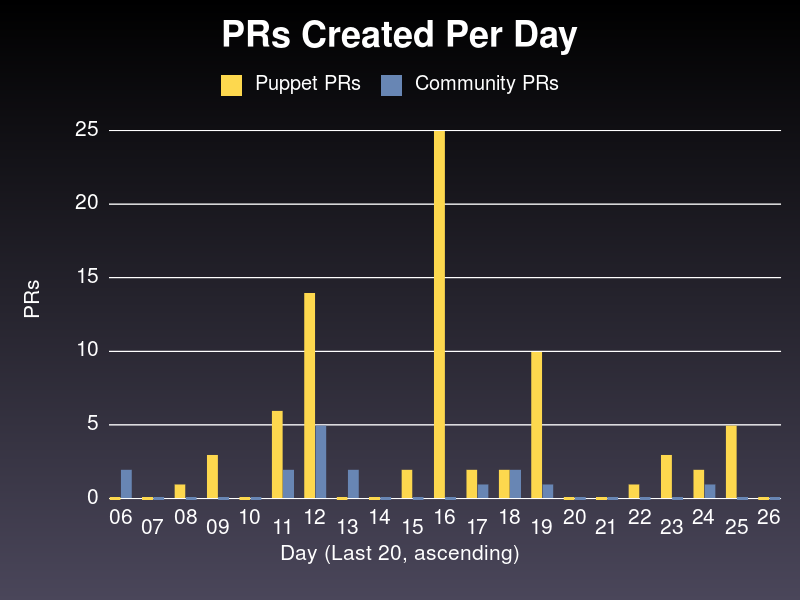 PRs Created Per Day
Puppet PRs Community PRs
25
20
15
10
5
0
PRs
06 07 08 09 10 11 12 13 14 15 16 17 18 19 20 21 22 23 24 25 26
Day (Last 20, ascending)